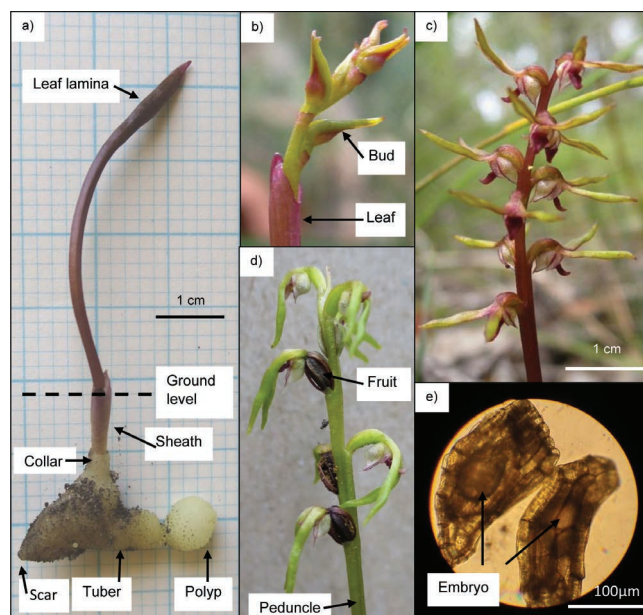 a)
Leaf lamina
1 cm
Ground
level
Sheath
Collar
Scar
Tuber
Polyp
b)
Bud
Leaf
c)
1 cm
d)
Fruit
Peduncle
e)
Embryo
100µm